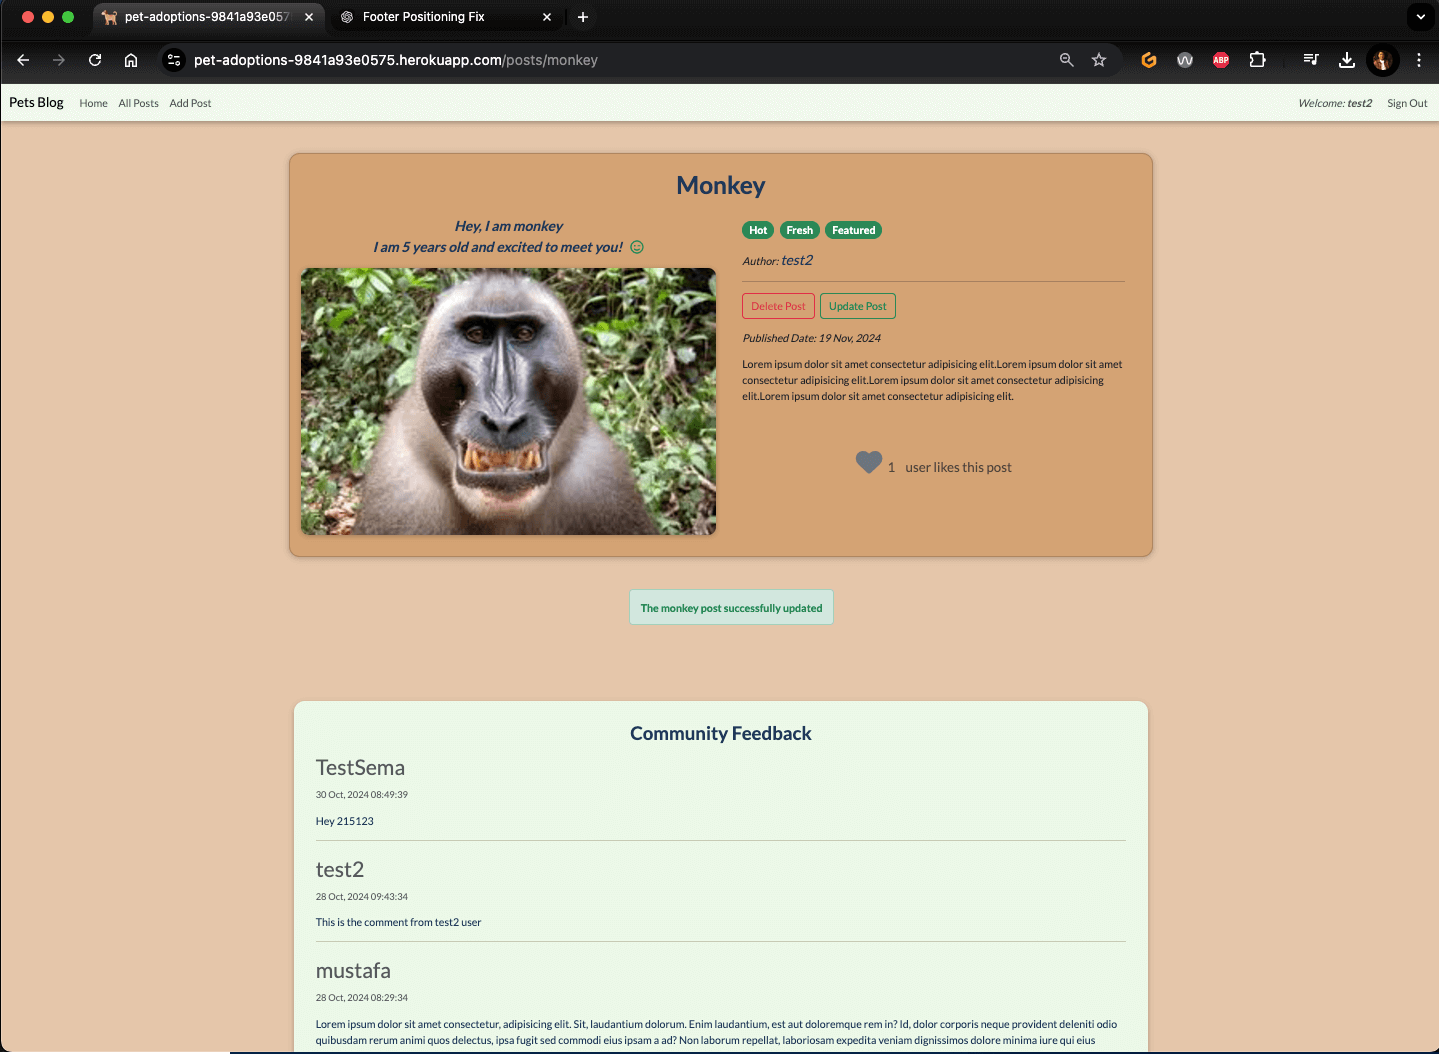 pet-adoptions-9841a93e057
Footer Positioning Fix
pet-adoptions-9841a93e0575.herokuapp.com/posts/monkey
ABP
Pets Blog Home All Posts Add Post Welcome: test2 Sign Out
Monkey
Hey, I am monkey
I am 5 years old and excited to meet you!
Hot Fresh Featured
Author: test2
Delete Post Update Post
Published Date: 19 Nov, 2024
Lorem ipsum dolor sit amet consectetur adipisicing elit.Lorem ipsum dolor sit amet
consectetur adipisicing elit.Lorem ipsum dolor sit amet consectetur adipisicing
elit.Lorem ipsum dolor sit amet consectetur adipisicing elit.
1 user likes this post
The monkey post successfully updated
Community Feedback
TestSema
30 Oct, 2024 08:49:39
Hey 215123
test2
28 Oct, 2024 09:43:34
This is the comment from test2 user
mustafa
28 Oct, 2024 08:29:34
Lorem ipsum dolor sit amet consectetur, adipisicing elit. Sit, laudantium dolorum. Enim laudantium, est aut doloremque rem in? Id, dolor corporis neque provident deleniti odio
quibusdam rerum animi quos delectus, ipsa fugit sed commodi eius ipsam a ad? Non laborum repellat, laboriosam expedita veniam dignissimos dolore minima iure qui eius